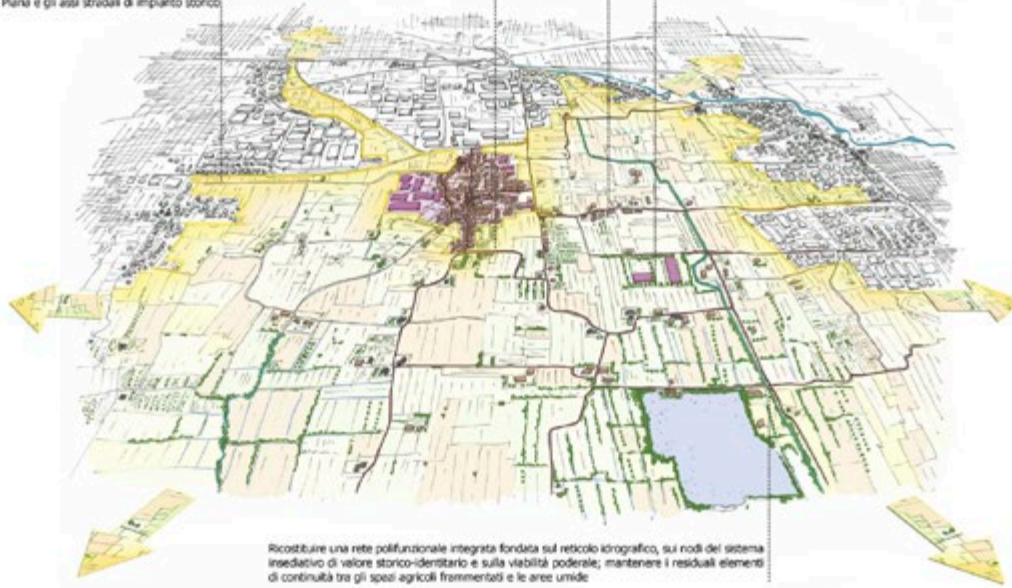 Piana e gli assi stradali di impianto storico
Ricostituire una rete polifunzionale integrata fondata sul reticolo idrografico, sui nodi del sistema
insediativo di valore storico-identitario e sulla viabilità poderale; mantenere i residuali elementi
di continuità tra gli spazi agricoli frammentati e le aree umide